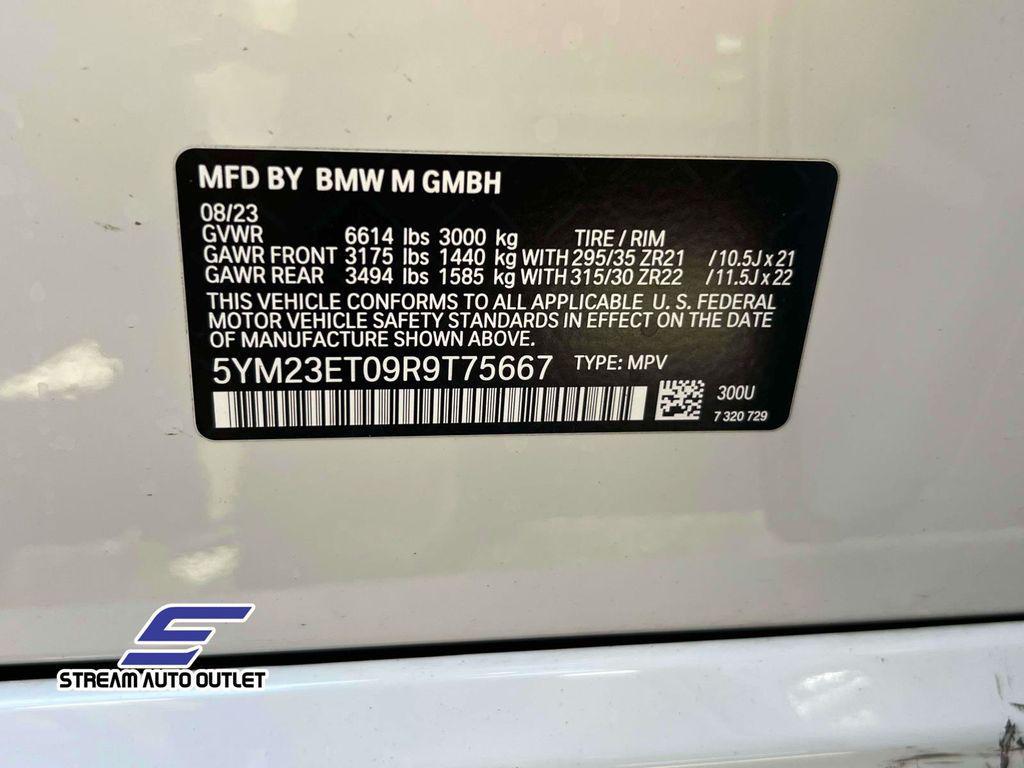 MFD BY BMW M GMBH
08/23
GVWR 6614 lbs 3000 kg TIRE / RIM
GAWR FRONT 3175 lbs 1440 kg WITH 295/35 ZR21 /10.5J x 21
GAWR REAR 3494 lbs 1585 kg WITH 315/30 ZR22 /11.5J x 22
THIS VEHICLE CONFORMS TO ALL APPLICABLE U. S. FEDERAL
MOTOR VEHICLE SAFETY STANDARDS IN EFFECT ON THE DATE
OF MANUFACTURE SHOWN ABOVE.
5YM23ET09R9T75667 TYPE: MPV
300U
7 320 729
STREAM AUTO OUTLET